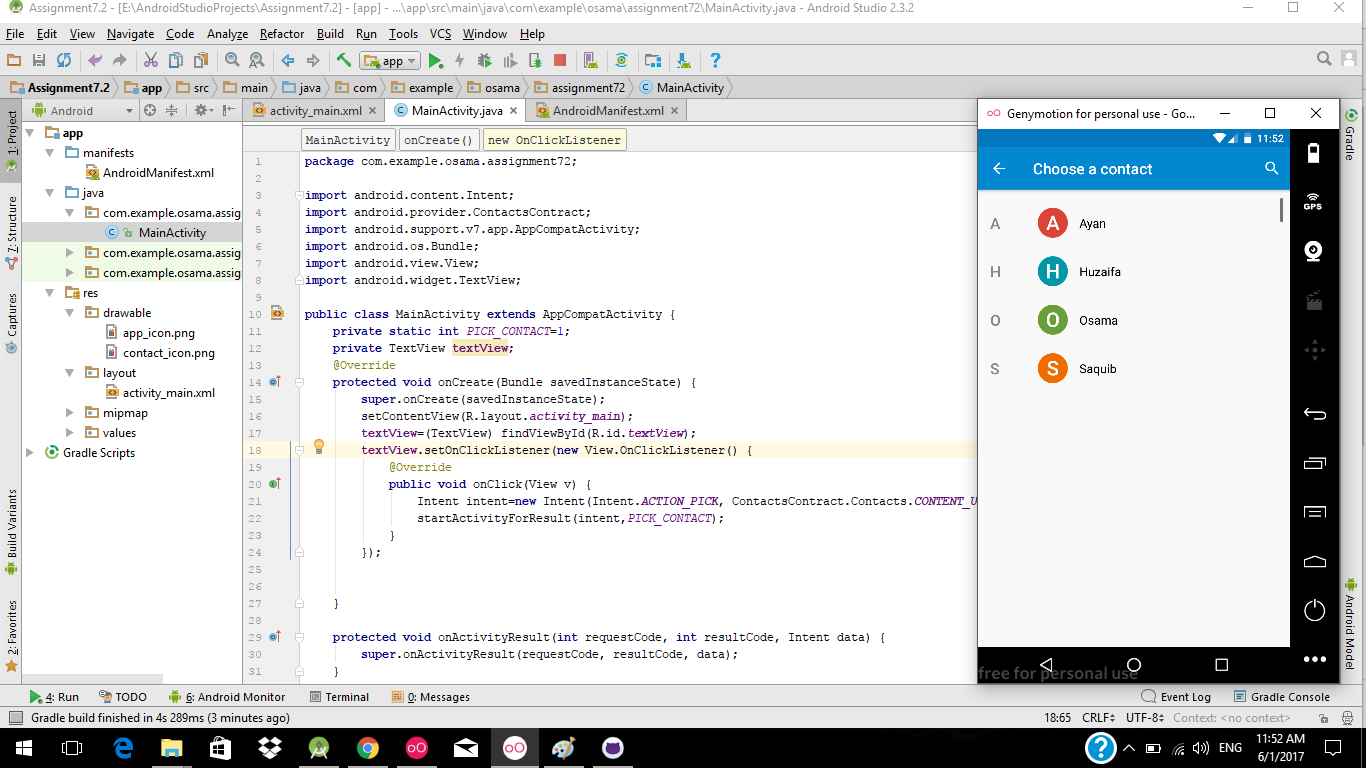 Assignment7.2 - [E:\AndroidStudioProjects\Assignment7.2] - [app] - ...\app\src\main\java\com\example\osama\assignment72\MainActivity.java - Android Studio 2.3.2
File Edit View Navigate Code Analyze Refactor Build Run Tools VCS Window Help
app
Assignment7.2 app src main java com example osama assignment72 MainActivity
Android
activity_main.xml MainActivity.java AndroidManifest.xml
1: Project
7: Structure
Captures
Build Variants
2: Favorites
app
manifests
AndroidManifest.xml
java
com.example.osama.assig
MainActivity
com.example.osama.assig
com.example.osama.assig
res
drawable
app_icon.png
contact_icon.png
layout
activity_main.xml
mipmap
values
Gradle Scripts
MainActivity onCreate() new OnClickListener
1 package com.example.osama.assignment72;
2
3 import android.content.Intent;
4 import android.provider.ContactsContract;
5 import android.support.v7.app.AppCompatActivity;
6 import android.os.Bundle;
7 import android.view.View;
8 import android.widget.TextView;
9
10 public class MainActivity extends AppCompatActivity {
11 private static int PICK_CONTACT=1;
12 private TextView textView;
13 @Override
14 protected void onCreate(Bundle savedInstanceState) {
15 super.onCreate(savedInstanceState);
16 setContentView(R.layout.activity_main);
17 textView=(TextView) findViewById(R.id.textView);
18 textView.setOnClickListener(new View.OnClickListener() {
19 @Override
20 public void onClick(View v) {
21 Intent intent=new Intent(Intent.ACTION_PICK, ContactsContract.Contacts.CONTENT_U
22 startActivityForResult(intent,PICK_CONTACT);
23 }
24 });
25
26
27 }
28
29 protected void onActivityResult(int requestCode, int resultCode, Intent data) {
30 super.onActivityResult(requestCode, resultCode, data);
31 }
Genymotion for personal use - Go...
11:52
Choose a contact
A A Ayan
H H Huzaifa
O O Osama
S S Saquib
GPS
free for personal use
Gradle
Android Model
4: Run TODO 6: Android Monitor Terminal 0: Messages Event Log Gradle Console
Gradle build finished in 4s 289ms (3 minutes ago) 18:65 CRLF UTF-8 Context: <no context>
ENG 11:52 AM
6/1/2017